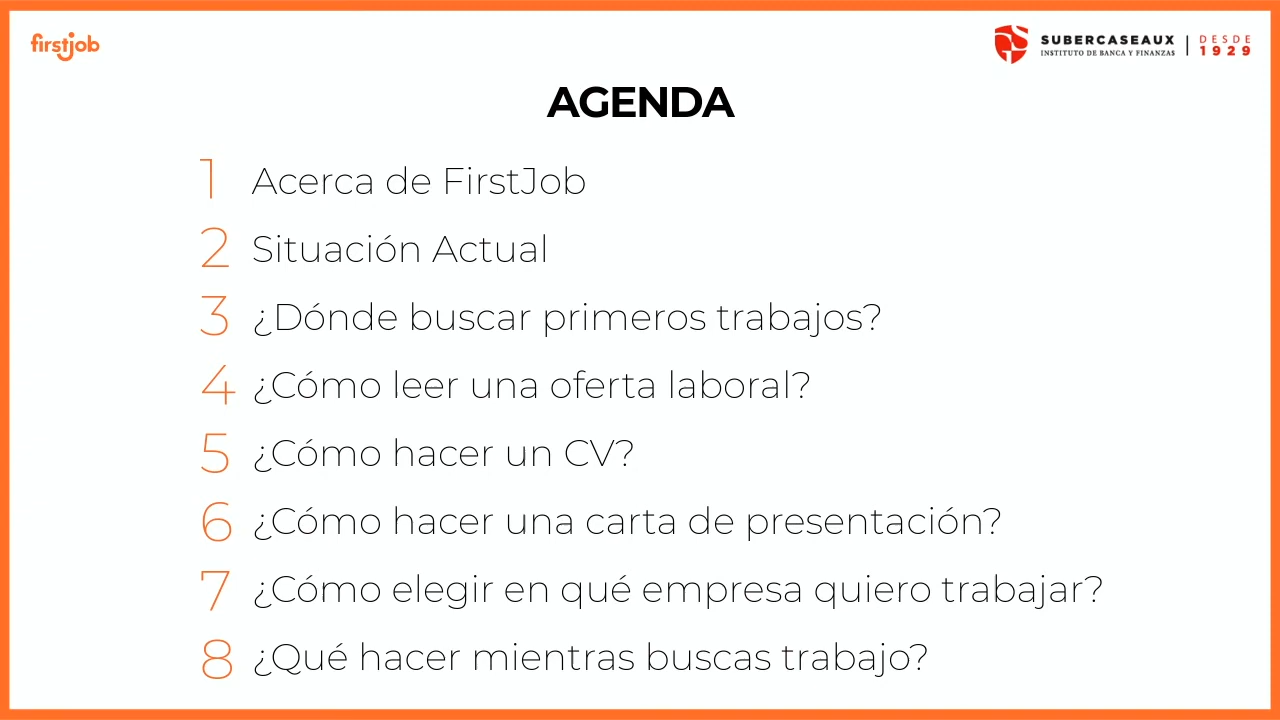 firstjob
SUBERCASEAUX
INSTITUTO DE BANCA Y FINANZAS
DESDE
1929
AGENDA
1 Acerca de FirstJob
2 Situación Actual
3 ¿Dónde buscar primeros trabajos?
4 ¿Cómo leer una oferta laboral?
5 ¿Cómo hacer un CV?
6 ¿Cómo hacer una carta de presentación?
7 ¿Cómo elegir en qué empresa quiero trabajar?
8 ¿Qué hacer mientras buscas trabajo?